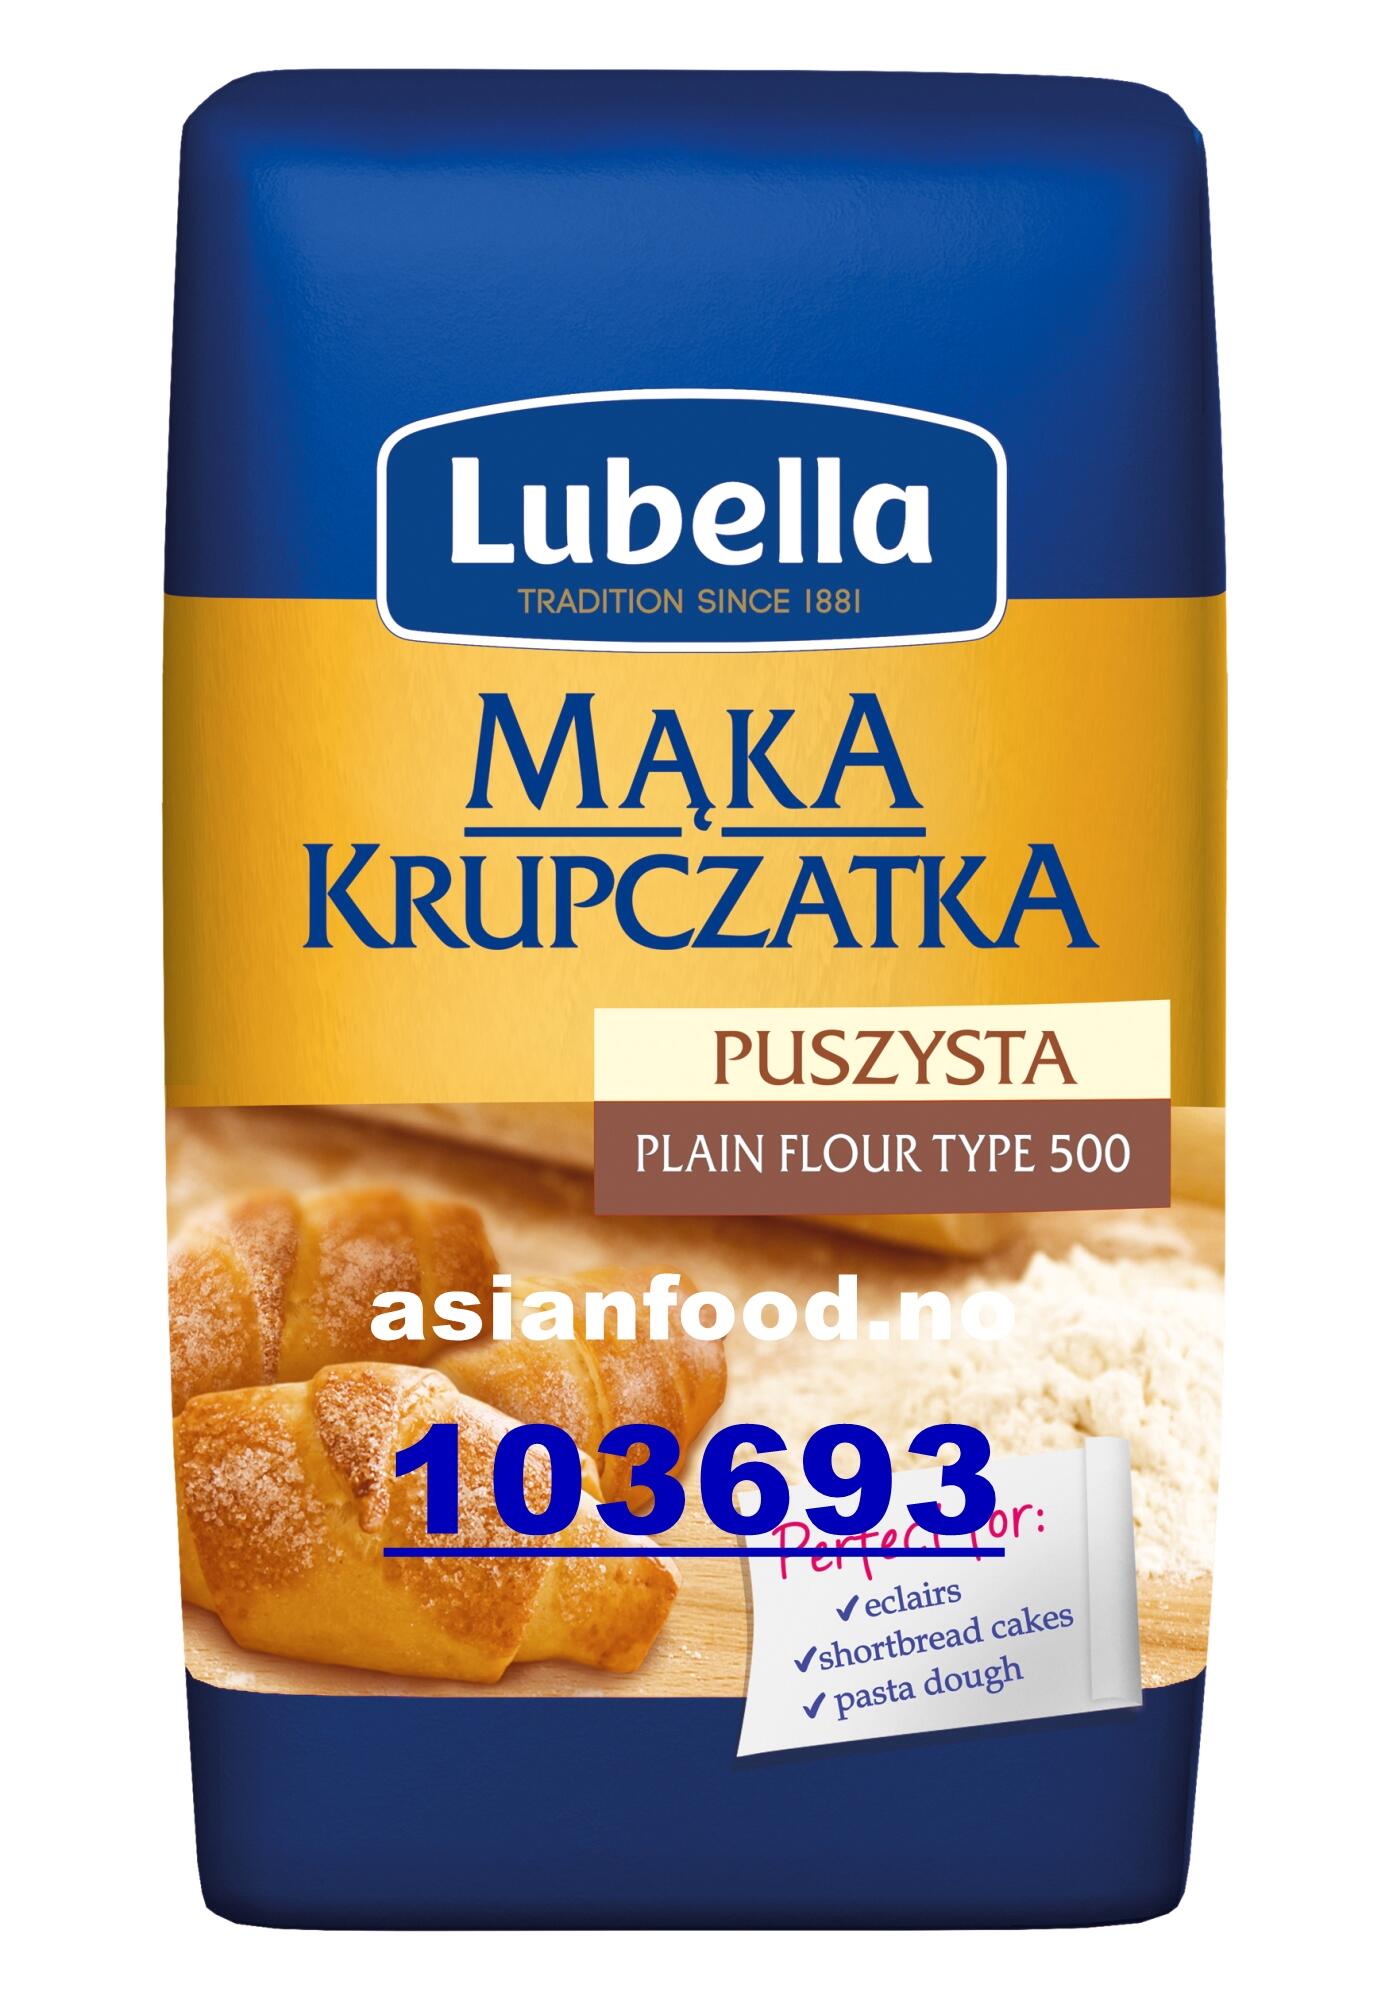 Lubella
TRADITION SINCE 1881
MĄKA
KRUPCZATKA
PUSZYSTA
PLAIN FLOUR TYPE 500
asianfood.no
103693
Perfect for:
✓ eclairs
✓ shortbread cakes
✓ pasta dough